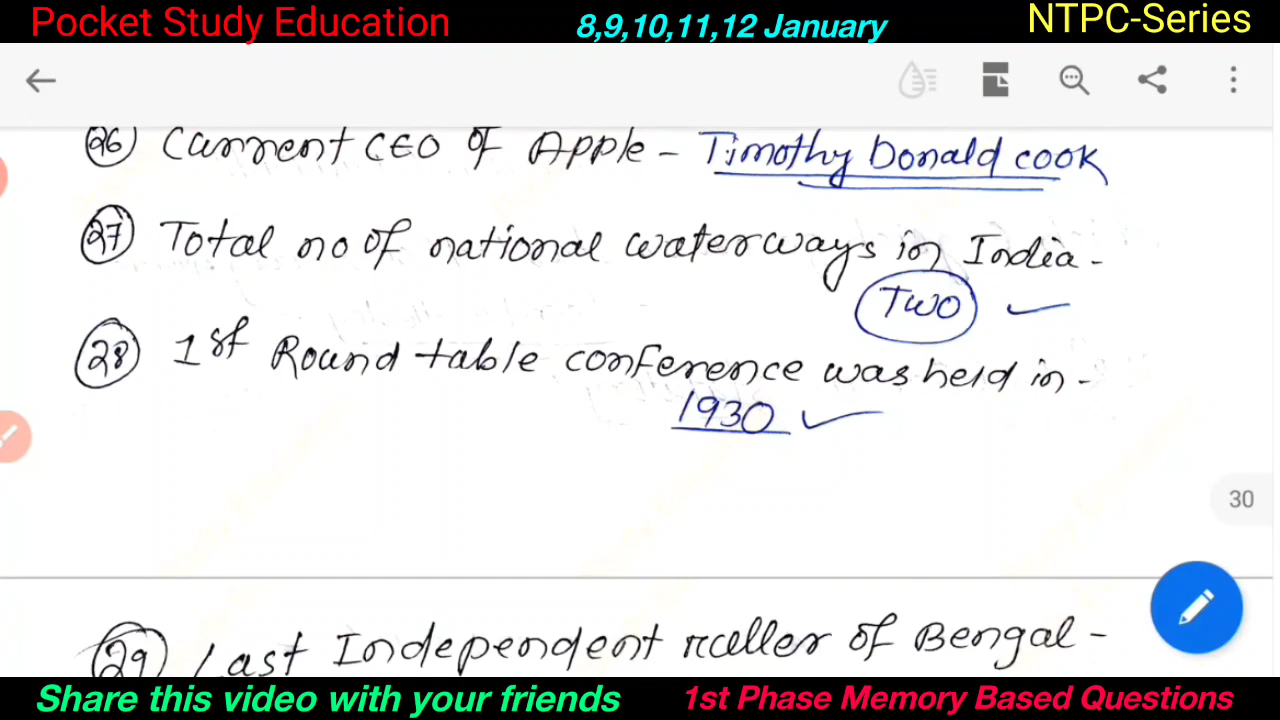 Pocket Study Education
8,9,10,11,12 January
NTPC-Series
26 Current CEO of Apple - Timothy Donald Cook
27 Total no of national waterways in India -
Two
28 1st Round table conference was held in -
1930
30
29 Last Independent ruller of Bengal -
Share this video with your friends
1st Phase Memory Based Questions